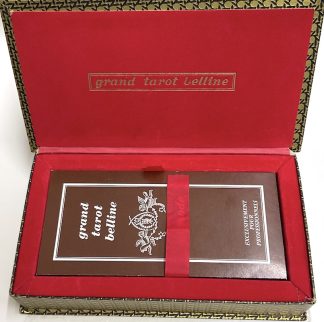 grand tarot belline
grand
tarot
belline
EXCLUSIVEMENT
POUR
PROFESSIONNELS